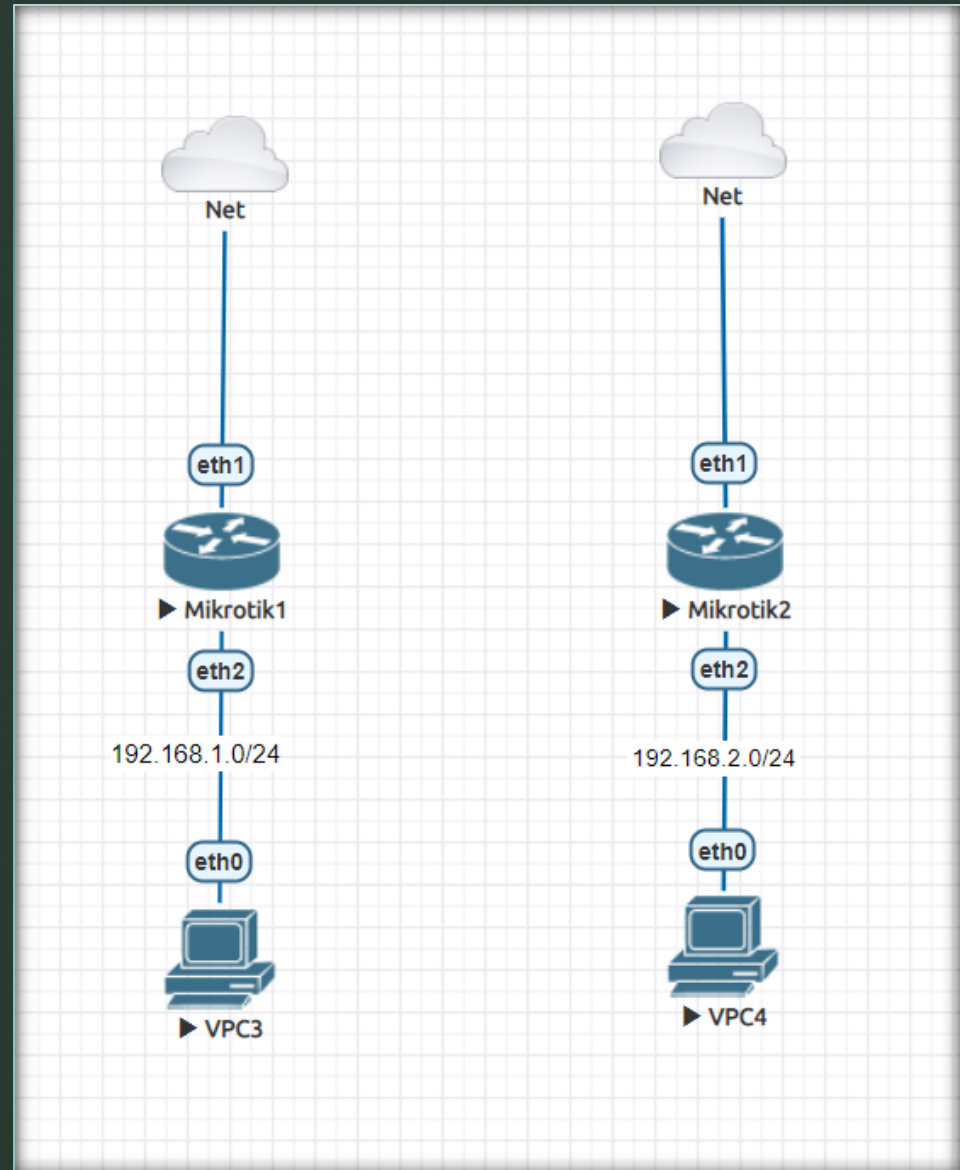 Net
eth1
Mikrotik1
eth2
192.168.1.0/24
eth0
VPC3
Net
eth1
Mikrotik2
eth2
192.168.2.0/24
eth0
VPC4